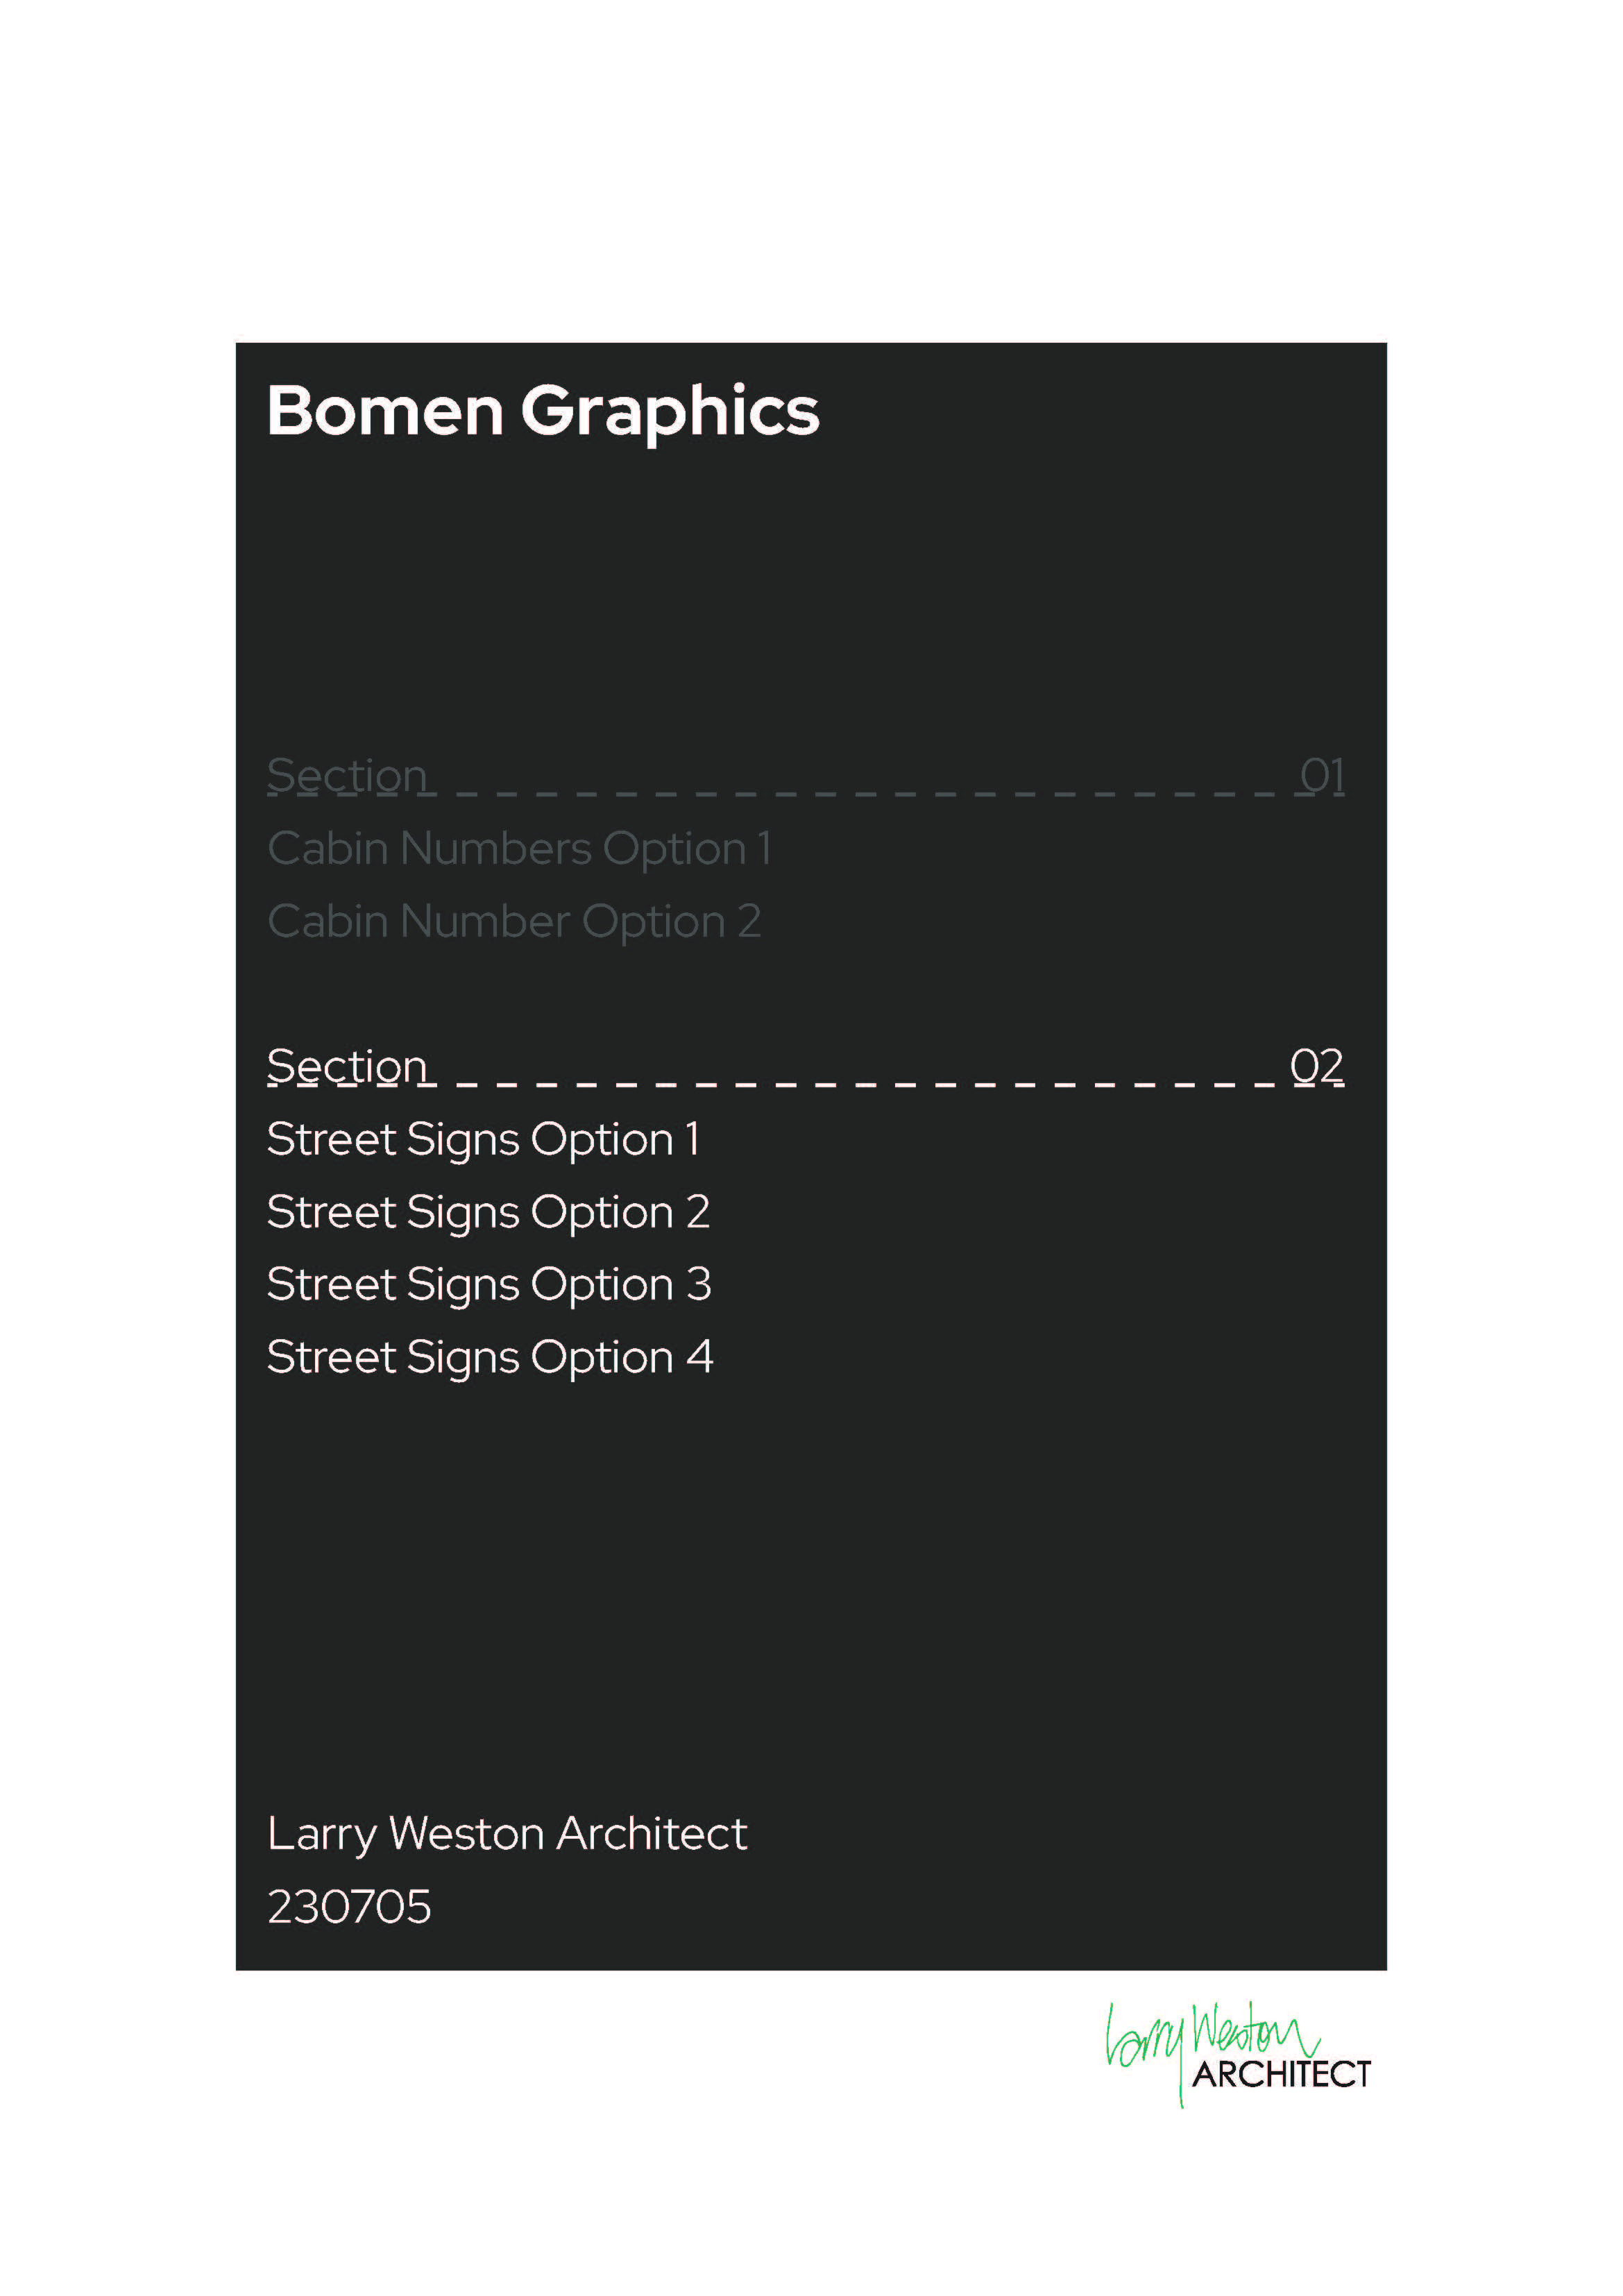 Bomen Graphics
Section 01
Cabin Numbers Option 1
Cabin Number Option 2
Section 02
Street Signs Option 1
Street Signs Option 2
Street Signs Option 3
Street Signs Option 4
Larry Weston Architect
230705
Larry Weston
ARCHITECT